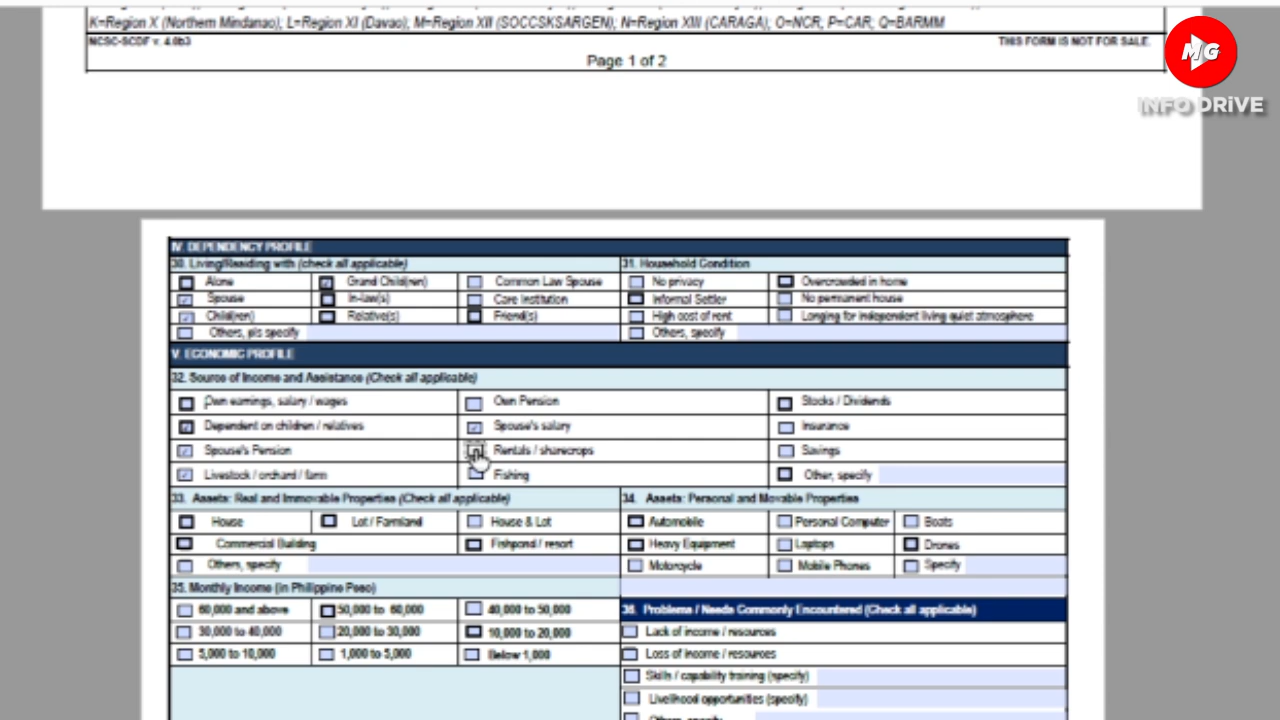 K=Region X (Northern Mindanao); L=Region XI (Davao); M=Region XII (SOCCSKSARGEN); N=Region XIII (CARAGA); O=NCR, P=CAR, Q=BARMM
NCSC-SCDF v. 4.0b3 THIS FORM IS NOT FOR SALE.
Page 1 of 2
MG
INFO DRiVE
IV. DEPENDENCY PROFILE
30. Living/Residing with (check all applicable) 31. Household Condition
Alone Grand Child(ren) Common Law Spouse No privacy Overcrowded in home
Spouse In-law(s) Care Institution Informal Settler No permanent house
Child(ren) Relative(s) Friend(s) High cost of rent Longing for independent living quiet atmosphere
Others, pls specify Others, specify
V. ECONOMIC PROFILE
32. Source of Income and Assistance (Check all applicable)
Own earnings, salary / wages Own Pension Stocks / Dividends
Dependent on children / relatives Spouse's salary Insurance
Spouse's Pension Rentals / sharecrops Savings
Livestock / orchard / farm Fishing Other, specify
33. Assets: Real and Immovable Properties (Check all applicable) 34. Assets: Personal and Movable Properties
House Lot / Farmland House & Lot Automobile Personal Computer Boats
Commercial Building Fishpond / resort Heavy Equipment Laptops Drones
Others, specify Motorcycle Mobile Phones Specify
35. Monthly Income (in Philippine Peso)
60,000 and above 50,000 to 60,000 40,000 to 50,000 36. Problems / Needs Commonly Encountered (Check all applicable)
30,000 to 40,000 20,000 to 30,000 10,000 to 20,000 Lack of income / resources
5,000 to 10,000 1,000 to 5,000 Below 1,000 Loss of income / resources
Skills / capability training (specify)
Livelihood opportunities (specify)
Others, specify